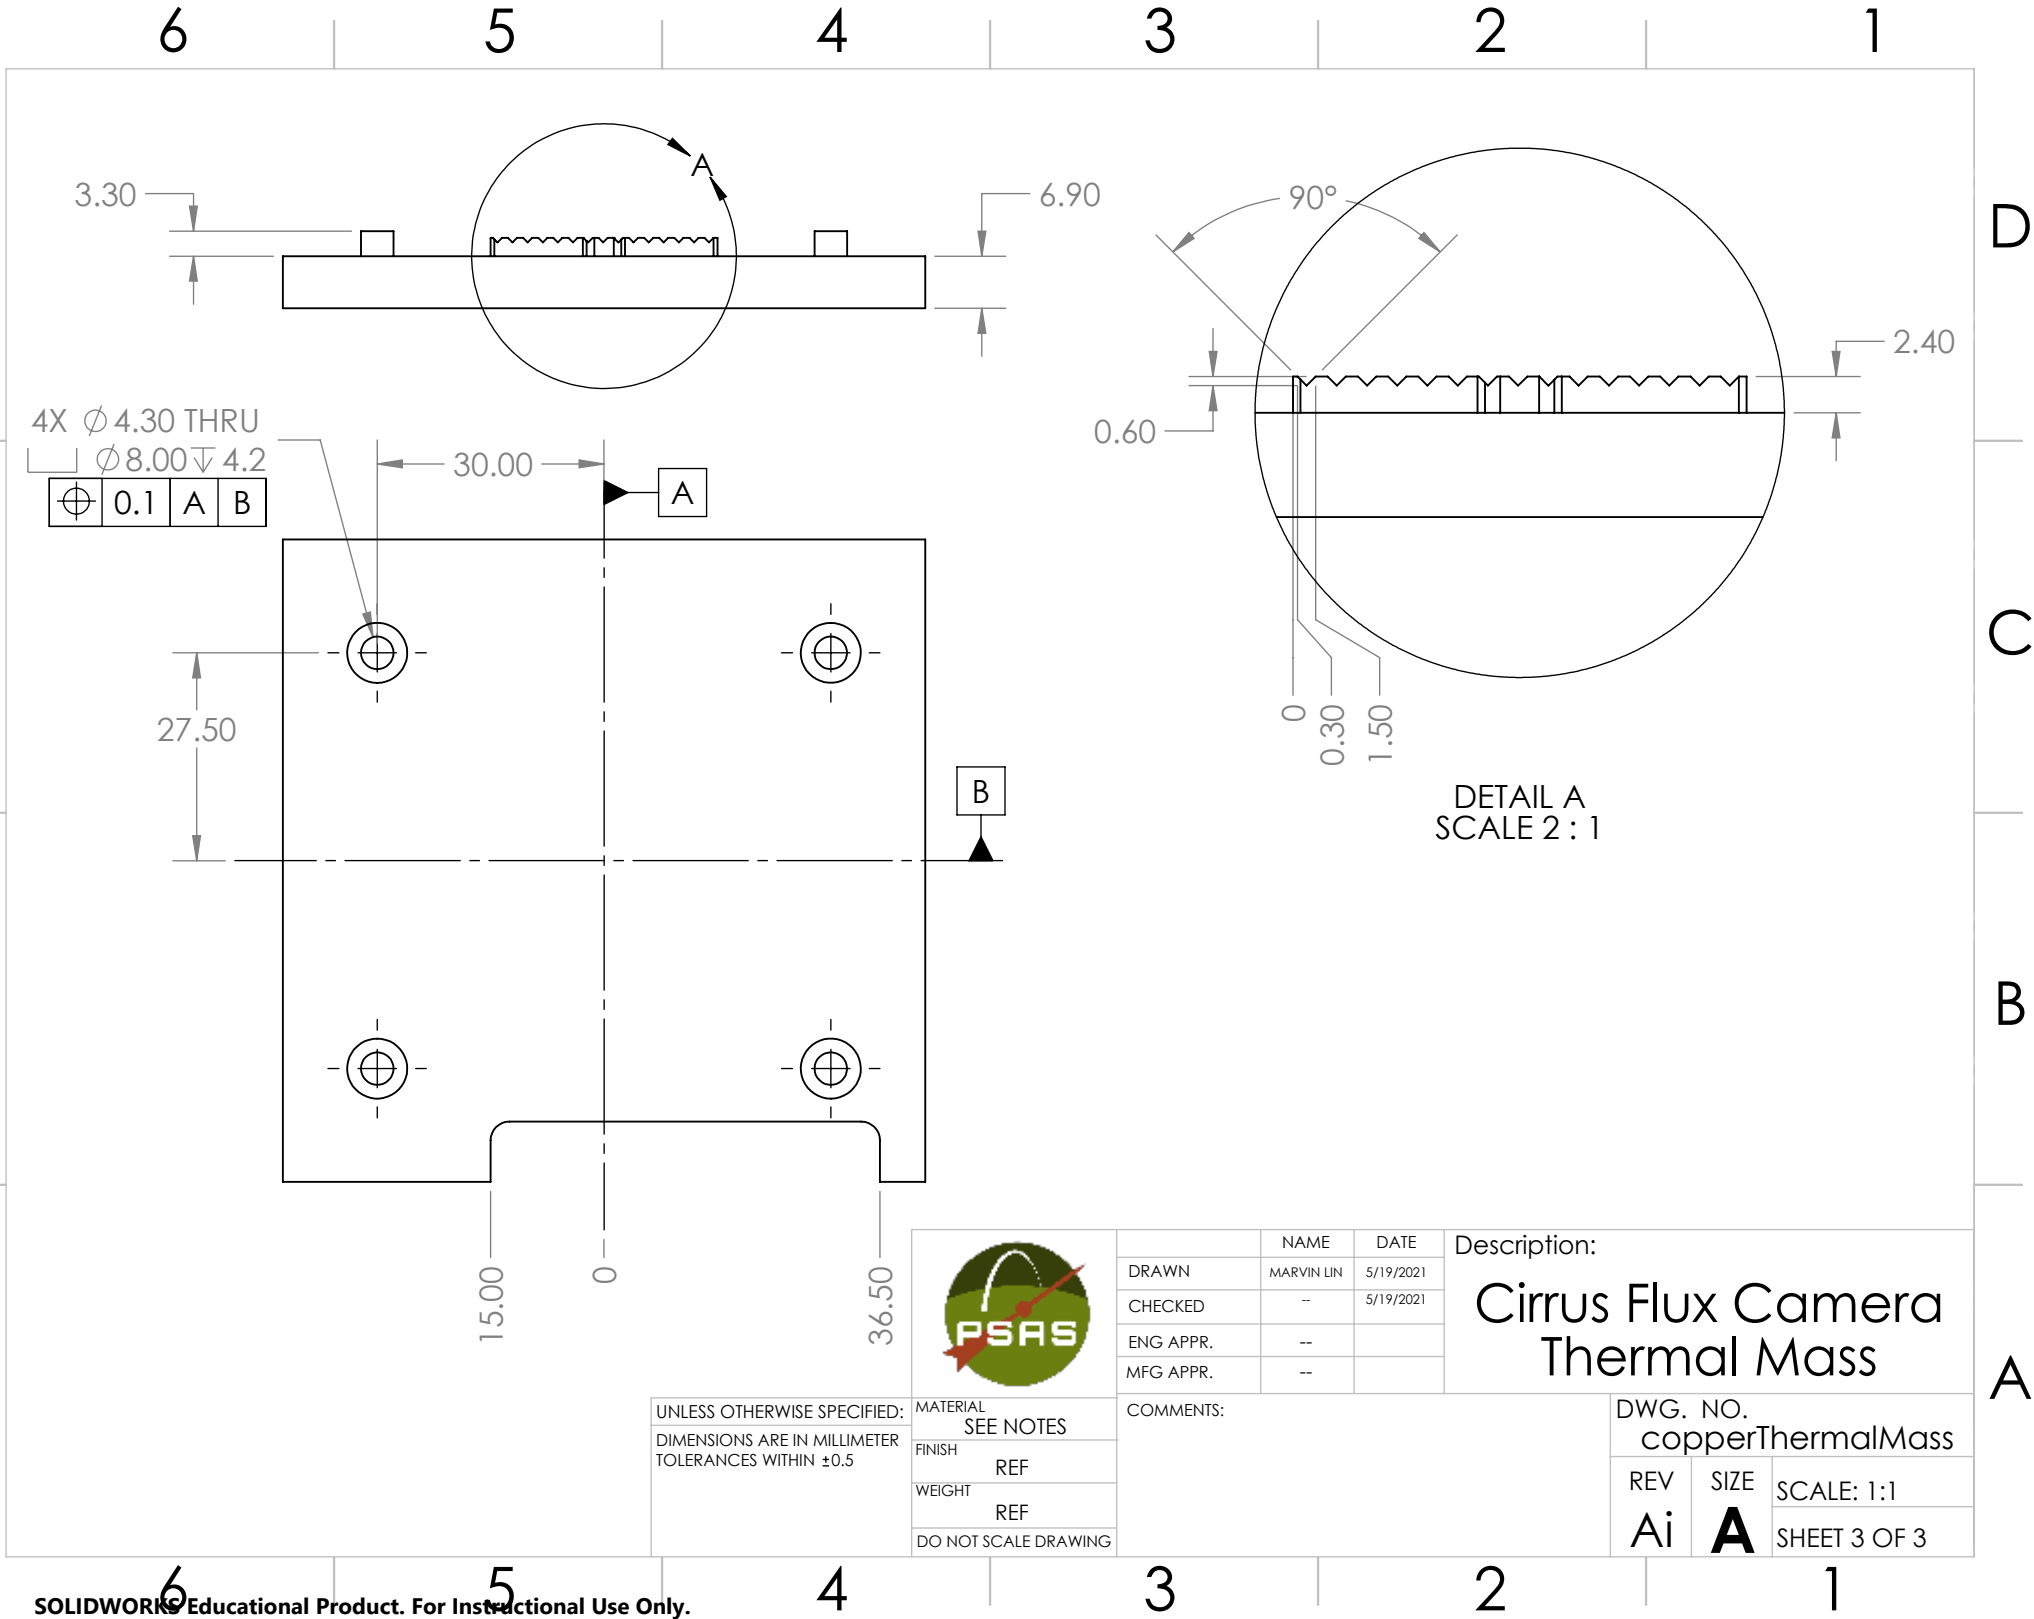 6 5 4 3 2 1
D
C
B
A
3.30
A
6.90
90°
2.40
0.60
0
0.30
1.50
DETAIL A
SCALE 2 : 1
4X ∅4.30 THRU
⌴ ∅8.00↧4.2
⌖ 0.1 A B
30.00
A
27.50
B
15.00
0
36.50
PSAS
NAME DATE
DRAWN MARVIN LIN 5/19/2021
CHECKED -- 5/19/2021
ENG APPR. --
MFG APPR. --
Description:
Cirrus Flux Camera
Thermal Mass
UNLESS OTHERWISE SPECIFIED:
DIMENSIONS ARE IN MILLIMETER
TOLERANCES WITHIN ±0.5
MATERIAL
SEE NOTES
FINISH
REF
WEIGHT
REF
DO NOT SCALE DRAWING
COMMENTS:
DWG. NO.
copperThermalMass
REV
Ai
SIZE
A
SCALE: 1:1
SHEET 3 OF 3
6 5 4 3 2 1
SOLIDWORKS Educational Product. For Instructional Use Only.